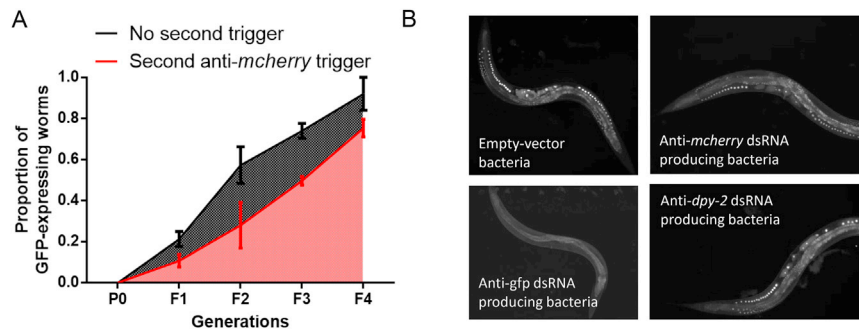 A
No second trigger
Second anti-mcherry trigger
Proportion of
GFP-expressing worms
1.0
0.8
0.6
0.4
0.2
0.0
P0 F1 F2 F3 F4
Generations
B
Empty-vector
bacteria
Anti-mcherry dsRNA
producing bacteria
Anti-gfp dsRNA
producing bacteria
Anti-dpy-2 dsRNA
producing bacteria